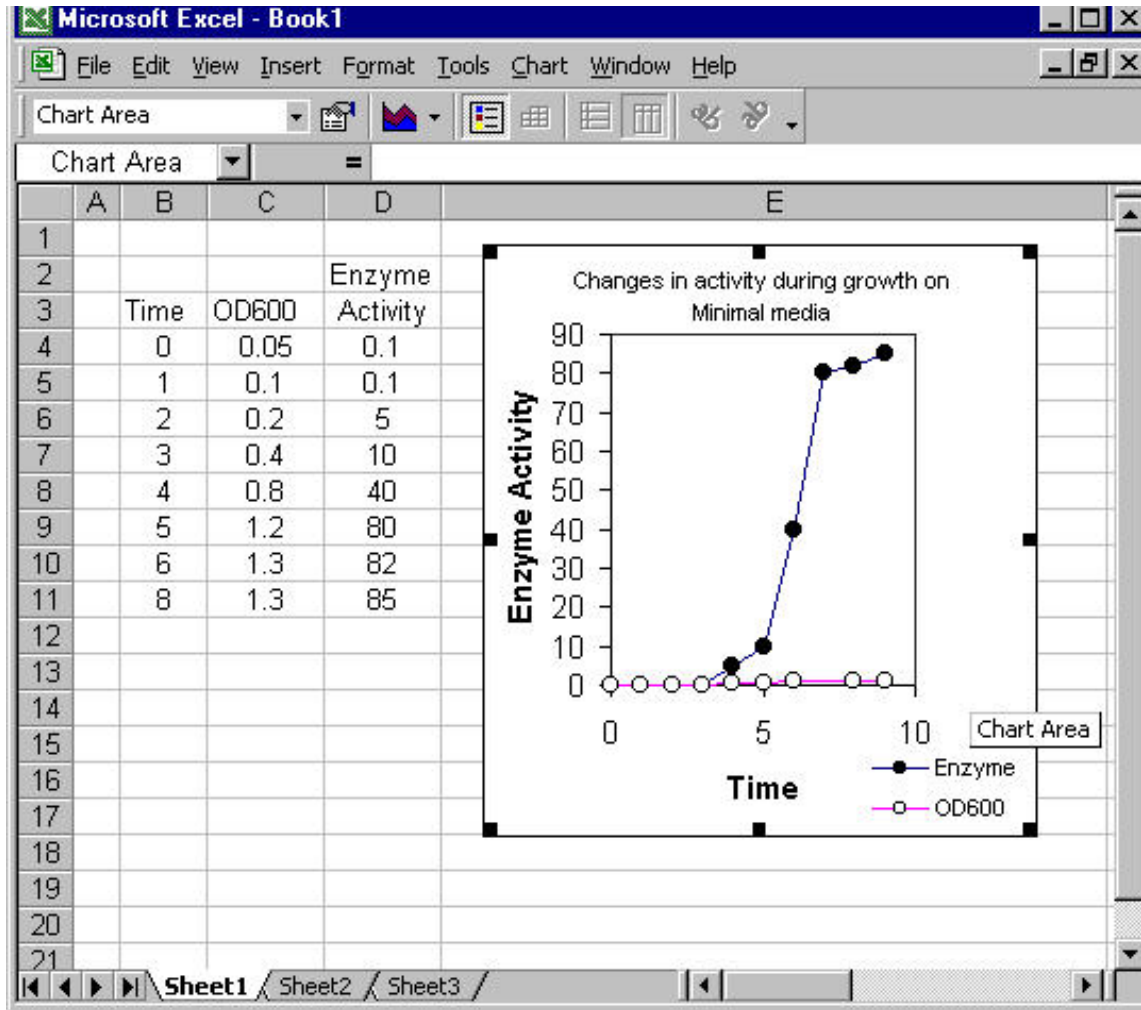 Microsoft Excel - Book1
File Edit View Insert Format Tools Chart Window Help
Chart Area
Chart Area =
A B C D E
1
2 Enzyme
3 Time OD600 Activity
4 0 0.05 0.1
5 1 0.1 0.1
6 2 0.2 5
7 3 0.4 10
8 4 0.8 40
9 5 1.2 80
10 6 1.3 82
11 8 1.3 85
12
13
14
15
16
17
18
19
20
21
Changes in activity during growth on
Minimal media
Enzyme Activity
90
80
70
60
50
40
30
20
10
0
0 5 10
Chart Area
Time
Enzyme
OD600
Sheet1 Sheet2 Sheet3